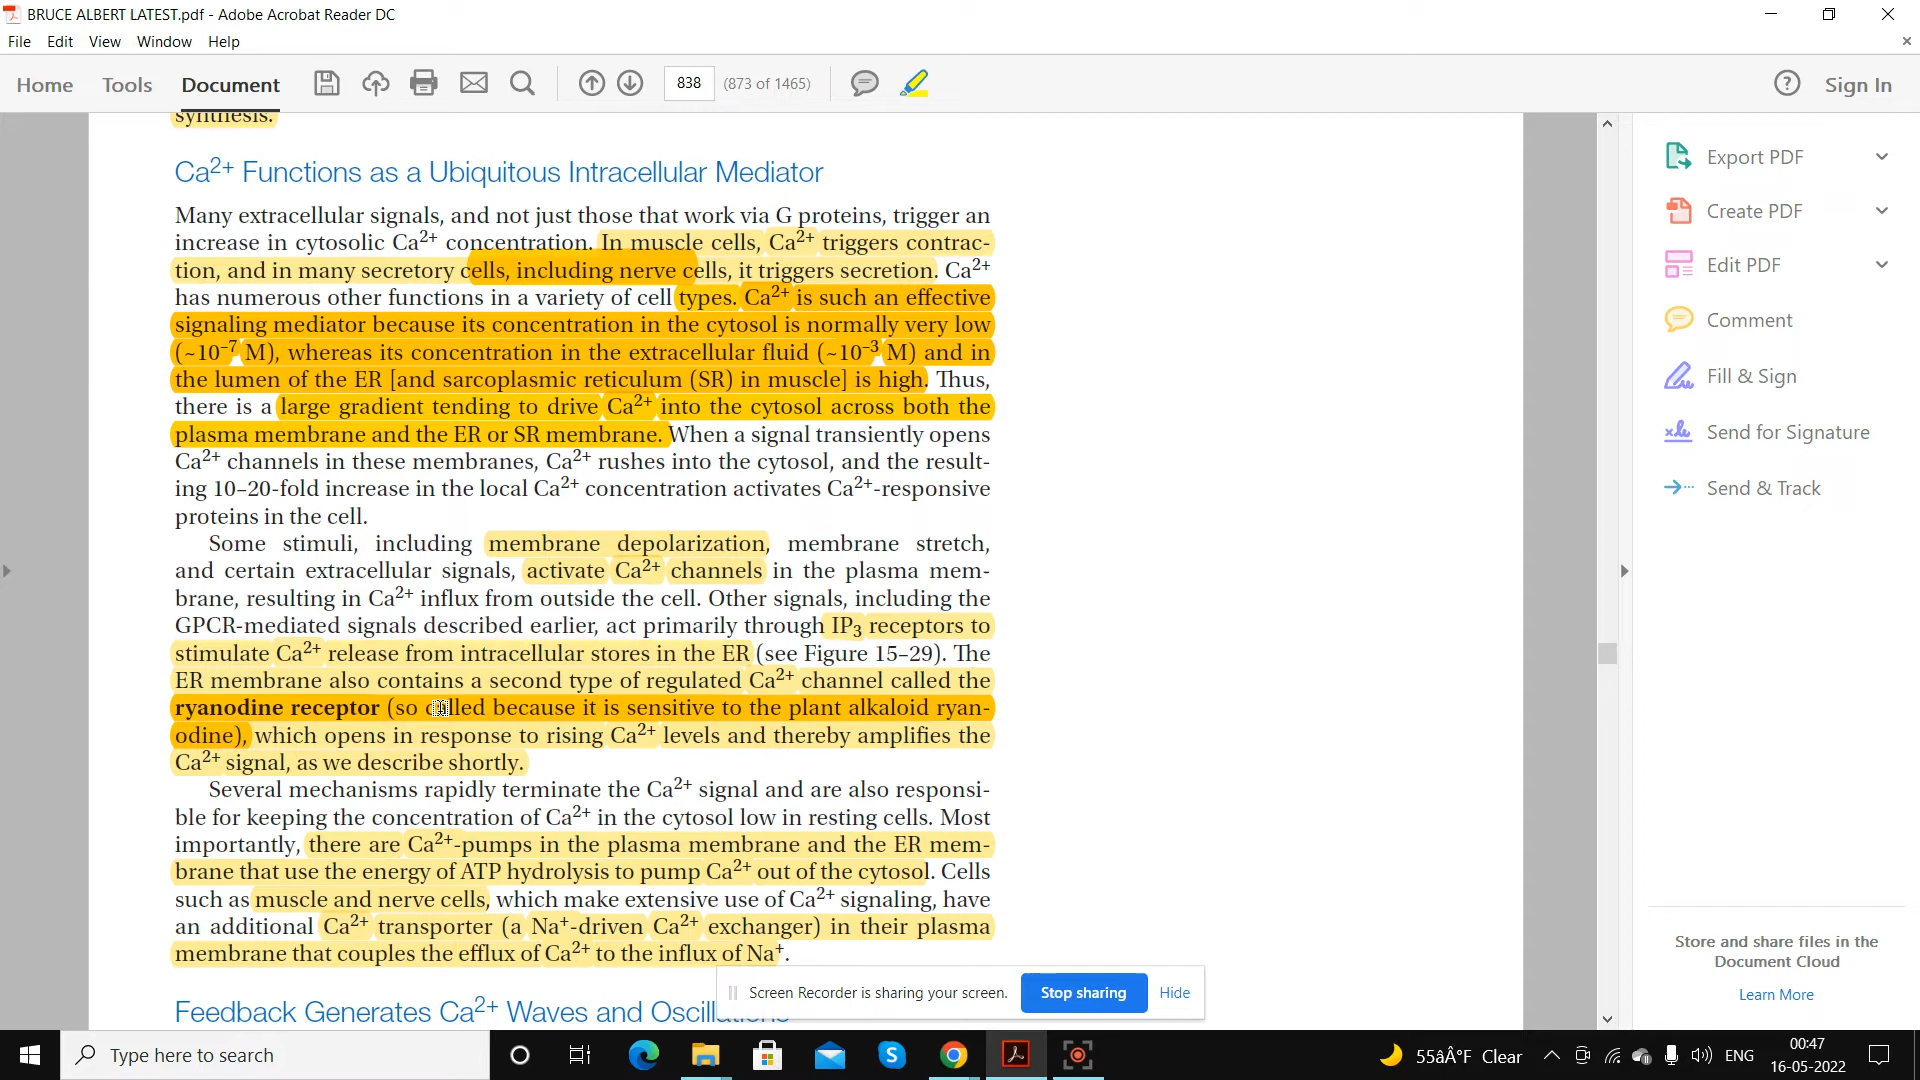 BRUCE ALBERT LATEST.pdf - Adobe Acrobat Reader DC
File Edit View Window Help
Home Tools Document 838 (873 of 1465) Sign In
synthesis.
Ca2+ Functions as a Ubiquitous Intracellular Mediator
Many extracellular signals, and not just those that work via G proteins, trigger an
increase in cytosolic Ca2+ concentration. In muscle cells, Ca2+ triggers contrac-
tion, and in many secretory cells, including nerve cells, it triggers secretion. Ca2+
has numerous other functions in a variety of cell types. Ca2+ is such an effective
signaling mediator because its concentration in the cytosol is normally very low
(~10–7 M), whereas its concentration in the extracellular fluid (~10–3 M) and in
the lumen of the ER [and sarcoplasmic reticulum (SR) in muscle] is high. Thus,
there is a large gradient tending to drive Ca2+ into the cytosol across both the
plasma membrane and the ER or SR membrane. When a signal transiently opens
Ca2+ channels in these membranes, Ca2+ rushes into the cytosol, and the result-
ing 10–20-fold increase in the local Ca2+ concentration activates Ca2+-responsive
proteins in the cell.
Some stimuli, including membrane depolarization, membrane stretch,
and certain extracellular signals, activate Ca2+ channels in the plasma mem-
brane, resulting in Ca2+ influx from outside the cell. Other signals, including the
GPCR-mediated signals described earlier, act primarily through IP3 receptors to
stimulate Ca2+ release from intracellular stores in the ER (see Figure 15–29). The
ER membrane also contains a second type of regulated Ca2+ channel called the
ryanodine receptor (so called because it is sensitive to the plant alkaloid ryan-
odine), which opens in response to rising Ca2+ levels and thereby amplifies the
Ca2+ signal, as we describe shortly.
Several mechanisms rapidly terminate the Ca2+ signal and are also responsi-
ble for keeping the concentration of Ca2+ in the cytosol low in resting cells. Most
importantly, there are Ca2+-pumps in the plasma membrane and the ER mem-
brane that use the energy of ATP hydrolysis to pump Ca2+ out of the cytosol. Cells
such as muscle and nerve cells, which make extensive use of Ca2+ signaling, have
an additional Ca2+ transporter (a Na+-driven Ca2+ exchanger) in their plasma
membrane that couples the efflux of Ca2+ to the influx of Na+.
Feedback Generates Ca2+ Waves and Oscillations
Export PDF
Create PDF
Edit PDF
Comment
Fill & Sign
Send for Signature
Send & Track
Store and share files in the
Document Cloud
Learn More
Screen Recorder is sharing your screen. Stop sharing Hide
Type here to search
55âÂ°F Clear ENG
00:47
16-05-2022